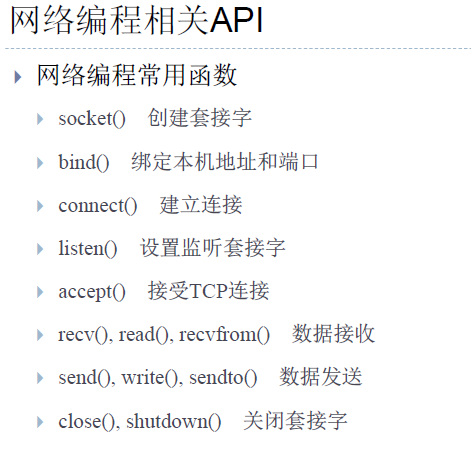 网络编程相关API
网络编程常用函数
socket() 创建套接字
bind() 绑定本机地址和端口
connect() 建立连接
listen() 设置监听套接字
accept() 接受TCP连接
recv(), read(), recvfrom() 数据接收
send(), write(), sendto() 数据发送
close(), shutdown() 关闭套接字